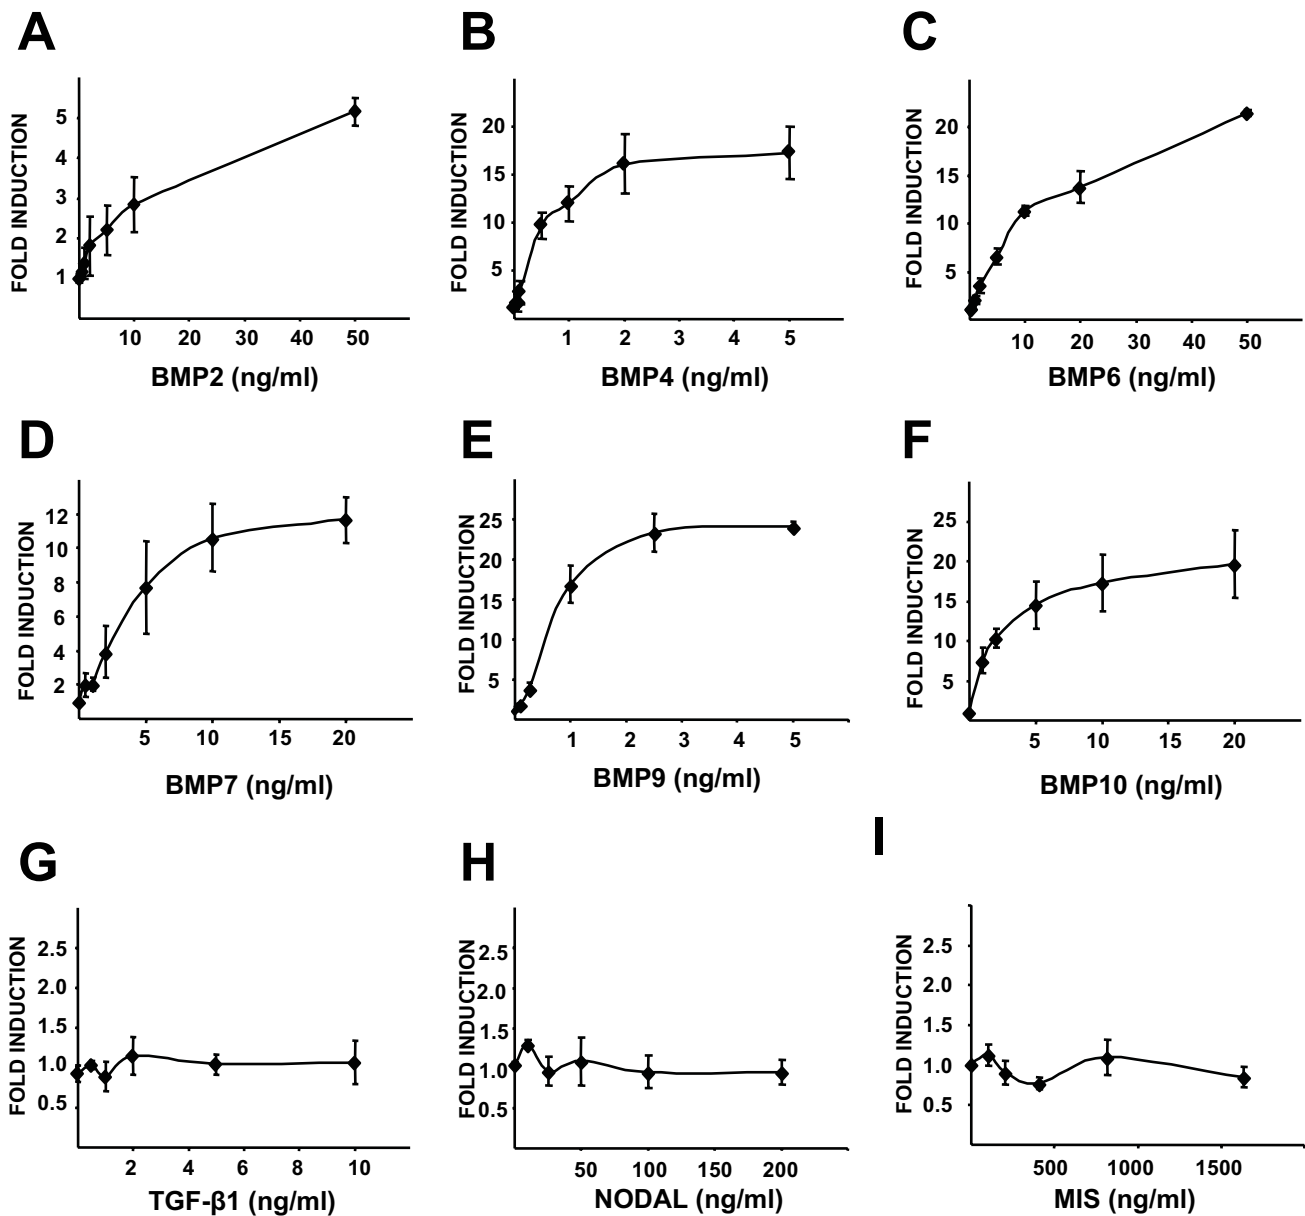 A
B
C
FOLD INDUCTION
5
4
3
2
1
10 20 30 40 50
BMP2 (ng/ml)
FOLD INDUCTION
20
15
10
5
1 2 3 4 5
BMP4 (ng/ml)
FOLD INDUCTION
20
15
10
5
10 20 30 40 50
BMP6 (ng/ml)
D
E
F
FOLD INDUCTION
12
10
8
6
4
2
5 10 15 20
BMP7 (ng/ml)
FOLD INDUCTION
25
20
15
10
5
1 2 3 4 5
BMP9 (ng/ml)
FOLD INDUCTION
25
20
15
10
5
5 10 15 20
BMP10 (ng/ml)
G
H
I
FOLD INDUCTION
2.5
2.0
1.5
1.0
0.5
2 4 6 8 10
TGF-β1 (ng/ml)
FOLD INDUCTION
2.5
2.0
1.5
1.0
0.5
50 100 150 200
NODAL (ng/ml)
FOLD INDUCTION
2.5
2.0
1.5
1.0
0.5
500 1000 1500
MIS (ng/ml)